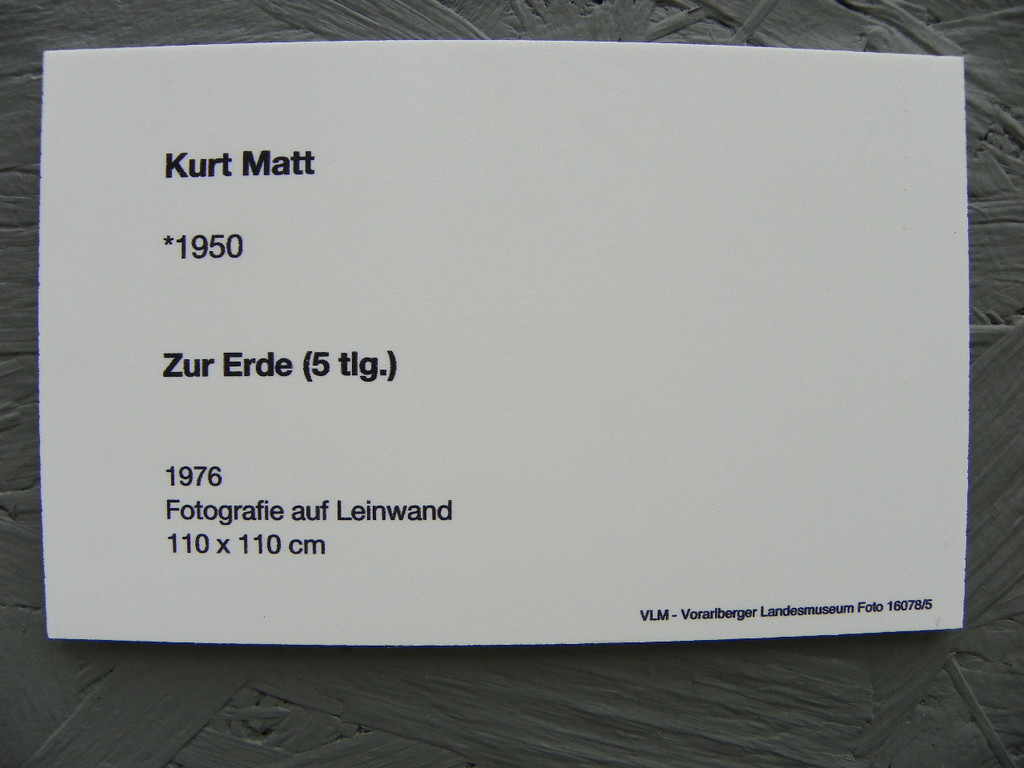 Kurt Matt
*1950
Zur Erde (5 tlg.)
1976
Fotografie auf Leinwand
110 x 110 cm
VLM - Vorarlberger Landesmuseum Foto 16078/5